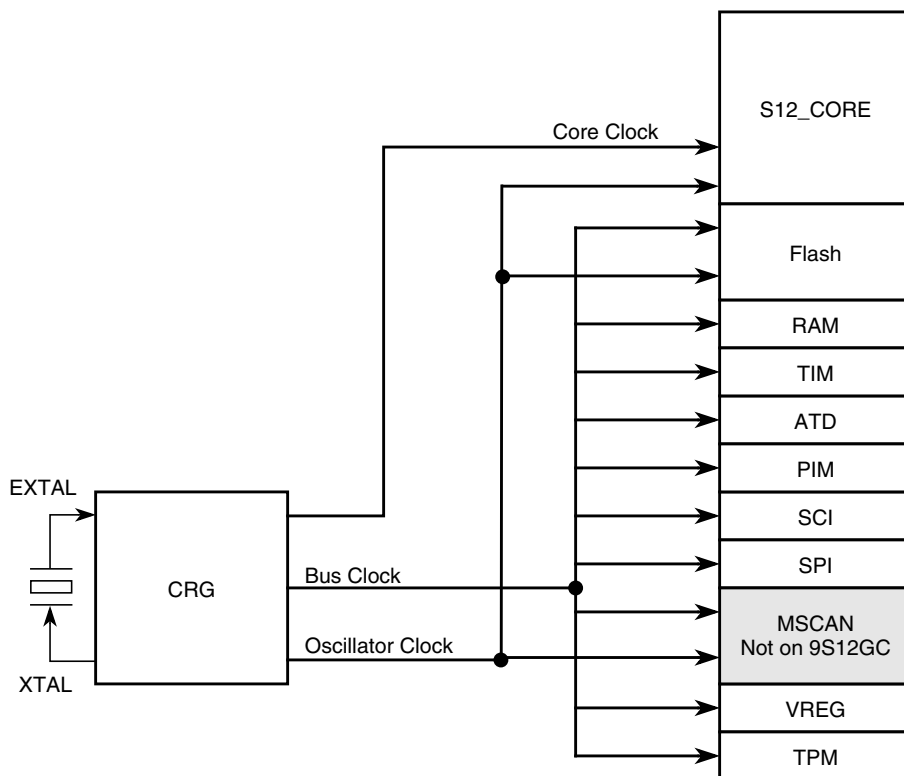 S12_CORE
Core Clock
Flash
RAM
TIM
ATD
PIM
EXTAL
SCI
SPI
Bus Clock
CRG
MSCAN
Not on 9S12GC
Oscillator Clock
XTAL
VREG
TPM